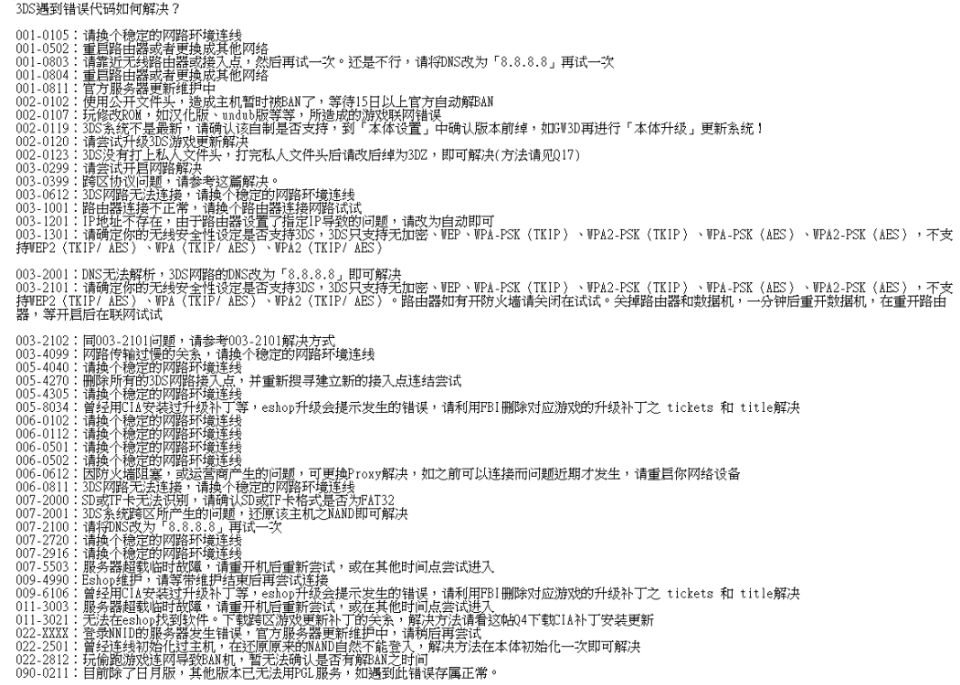 3DS遇到错误代码如何解决？
001-0105：请换个稳定的网路环境连线
001-0502：重启路由器或者更换成其他网络
001-0803：请靠近无线路由器或接入点，然后再试一次。还是不行，请将DNS改为「8.8.8.8」再试一次
001-0804：重启路由器或者更换成其他网络
001-0811：官方服务器更新维护中
002-0102：使用公开文件头，造成主机暂时被BAN了，等待15日以上官方自动解BAN
002-0107：玩修改ROM，如汉化版、undub版等等，所造成的游戏联网错误
002-0119：3DS系统不是最新，请确认该自制是否支持，到「本体设置」中确认版本前绰，如GW3D再进行「本体升级」更新系统！
002-0120：请尝试升级3DS游戏更新解决
002-0123：3DS没有打上私人文件头，打完私人文件头后请改后绰为3DZ，即可解决(方法请见Q17)
003-0299：请尝试开启网路解决
003-0399：跨区协议问题，请参考这篇解决。
003-0612：3DS网路无法连接，请换个稳定的网路环境连线
003-1001：路由器连接不正常，请换个路由器连接网路试试
003-1201：IP地址不存在，由于路由器设置了指定IP导致的问题，请改为自动即可
003-1301：请确定你的无线安全性设定是否支持3DS，3DS只支持无加密、WEP、WPA-PSK（TKIP）、WPA2-PSK（TKIP）、WPA-PSK（AES）、WPA2-PSK（AES），不支
持WEP2（TKIP/ AES）、WPA（TKIP/ AES）、WPA2（TKIP/ AES）
003-2001：DNS无法解析，3DS网路的DNS改为「8.8.8.8」即可解决
003-2101：请确定你的无线安全性设定是否支持3DS，3DS只支持无加密、WEP、WPA-PSK（TKIP）、WPA2-PSK（TKIP）、WPA-PSK（AES）、WPA2-PSK（AES），不支
持WEP2（TKIP/ AES）、WPA（TKIP/ AES）、WPA2（TKIP/ AES）。路由器如有开防火墙请关闭在试试。关掉路由器和数据机，一分钟后重开数据机，在重开路由
器，等开启后在联网试试
003-2102：同003-2101问题，请参考003-2101解决方式
003-4099：网路传输过慢的关系，请换个稳定的网路环境连线
005-4040：请换个稳定的网路环境连线
005-4270：删除所有的3DS网路接入点，并重新搜寻建立新的接入点连结尝试
005-4305：请换个稳定的网路环境连线
005-8034：曾经用CIA安装过升级补丁等，eshop升级会提示发生的错误，请利用FBI删除对应游戏的升级补丁之 tickets 和 title解决
006-0102：请换个稳定的网路环境连线
006-0112：请换个稳定的网路环境连线
006-0501：请换个稳定的网路环境连线
006-0502：请换个稳定的网路环境连线
006-0612：因防火墙阻塞，或运营商产生的问题，可更换Proxy解决，如之前可以连接而问题近期才发生，请重启你网络设备
006-0811：3DS网路无法连接，请换个稳定的网路环境连线
007-2000：SD或TF卡无法识别，请确认SD或TF卡格式是否为FAT32
007-2001：3DS系统跨区所产生的问题，还原该主机之NAND即可解决
007-2100：请将DNS改为「8.8.8.8」再试一次
007-2720：请换个稳定的网路环境连线
007-2916：请换个稳定的网路环境连线
007-5503：服务器超载临时故障，请重开机后重新尝试，或在其他时间点尝试进入
009-4990：Eshop维护，请等带维护结束后再尝试连接
009-6106：曾经用CIA安装过升级补丁等，eshop升级会提示发生的错误，请利用FBI删除对应游戏的升级补丁之 tickets 和 title解决
011-3003：服务器超载临时故障，请重开机后重新尝试，或在其他时间点尝试进入
011-3021：无法在eshop找到软件。下载跨区游戏更新补丁的关系，解决方法请看这帖Q4下载CIA补丁安装更新
022-XXXX：登录NNID的服务器发生错误，官方服务器更新维护中，请稍后再尝试
022-2501：曾经连线初始化过主机，在还原原来的NAND自然不能登入，解决方法在本体初始化一次即可解决
022-2812：玩偷跑游戏连网导致BAN机，暂无法确认是否有解BAN之时间
090-0211：目前除了日月版，其他版本已无法用PGL服务，如遇到此错误存属正常。